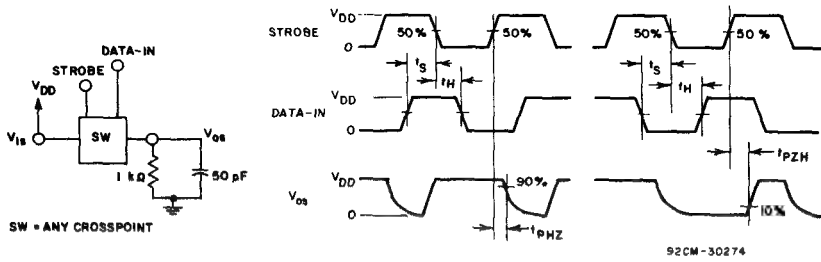 DATA-IN
STROBE
VDD
Vis
SW
Vos
1 kΩ
50 pF
SW = ANY CROSSPOINT
STROBE
VDD
0
50%
50%
50%
50%
tS
tH
tS
tH
DATA-IN
VDD
0
tPZH
Vos
VDD
0
90%
10%
tPHZ
92CM-30274